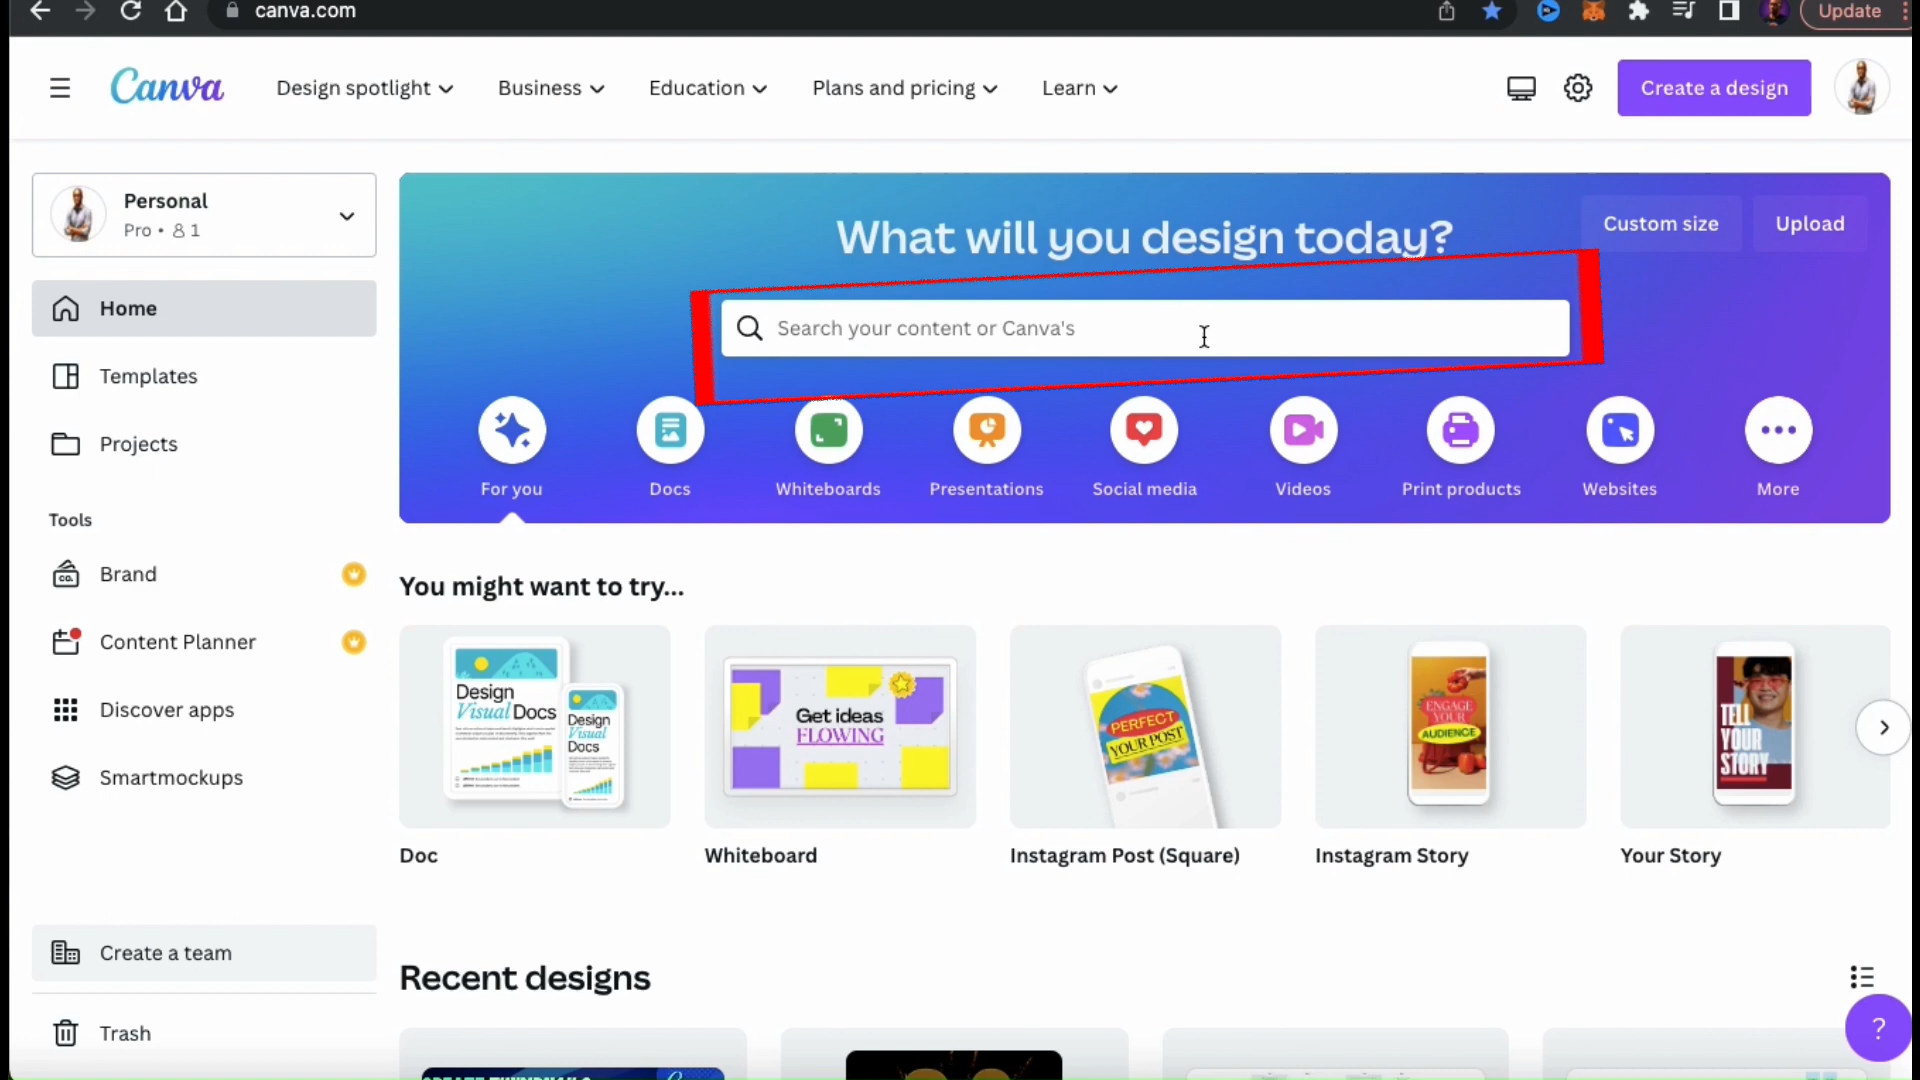 canva.com
Update
Canva
Design spotlight
Business
Education
Plans and pricing
Learn
Create a design
Personal
Pro • 1
Home
Templates
Projects
Tools
Brand
Content Planner
Discover apps
Smartmockups
Create a team
Trash
What will you design today?
Custom size
Upload
Search your content or Canva's
For you
Docs
Whiteboards
Presentations
Social media
Videos
Print products
Websites
More
You might want to try...
Design
Visual Docs
Design
Visual
Docs
Get ideas
FLOWING
PERFECT
YOUR POST
ENGAGE
YOUR
AUDIENCE
TELL
YOUR
STORY
Doc
Whiteboard
Instagram Post (Square)
Instagram Story
Your Story
Recent designs
?